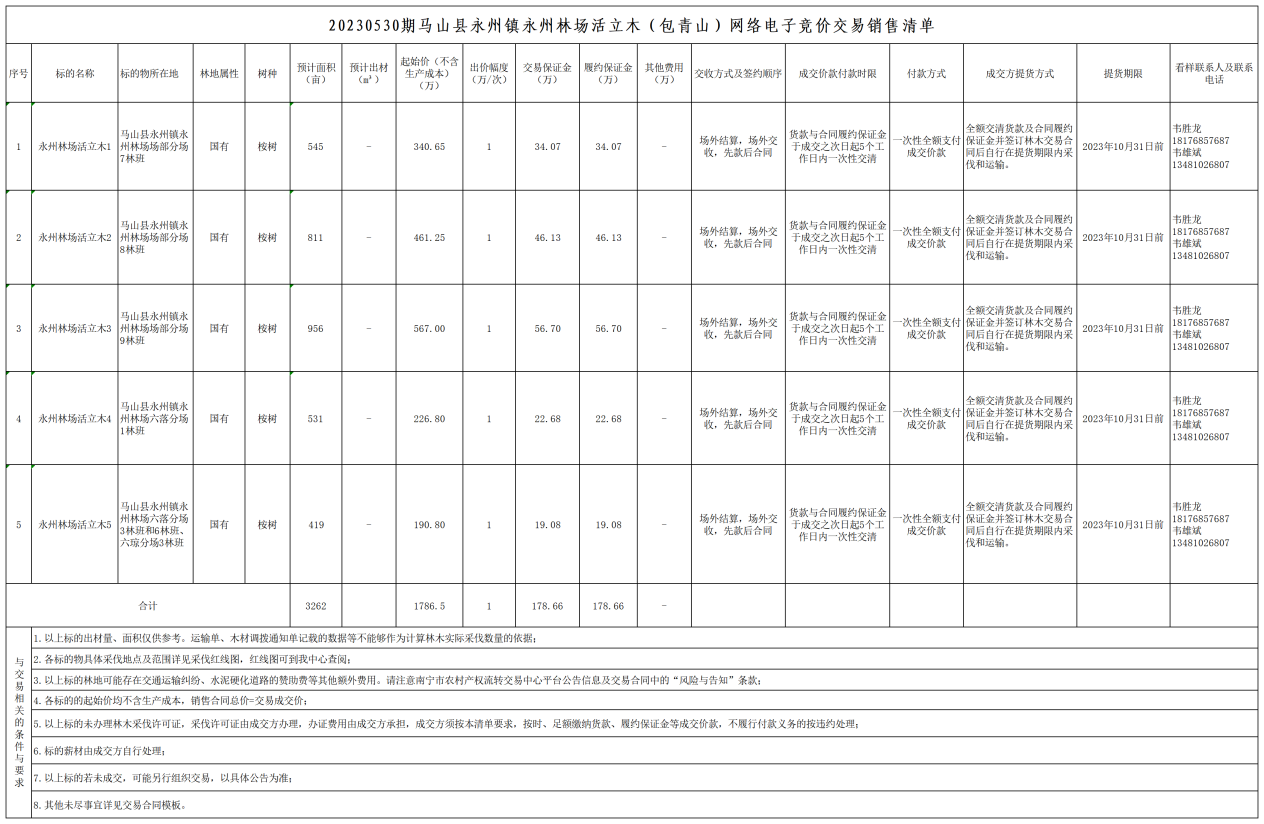 20230530期马山县永州镇永州林场活立木（包青山）网络电子竞价交易销售清单
序号 标的名称 标的物所在地 林地属性 树种 预计面积（亩） 预计出材（m³） 起始价（不含生产成本）（万） 出价幅度（万/次） 交易保证金（万） 履约保证金（万） 其他费用（万） 交收方式及签约顺序 成交价款付款时限 付款方式 成交方提货方式 提货期限 看样联系人及联系电话
1 永州林场活立木1 马山县永州镇永州林场场部分场7林班 国有 桉树 545 － 340.65 1 34.07 34.07 － 场外结算，场外交收，先款后合同 货款与合同履约保证金于成交之次日起5个工作日内一次性交清 一次性全额支付成交价款 全额交清货款及合同履约保证金并签订林木交易合同后自行在提货期限内采伐和运输。 2023年10月31日前 韦胜龙 18176857687 韦雄斌 13481026807
2 永州林场活立木2 马山县永州镇永州林场场部分场8林班 国有 桉树 811 － 461.25 1 46.13 46.13 － 场外结算，场外交收，先款后合同 货款与合同履约保证金于成交之次日起5个工作日内一次性交清 一次性全额支付成交价款 全额交清货款及合同履约保证金并签订林木交易合同后自行在提货期限内采伐和运输。 2023年10月31日前 韦胜龙 18176857687 韦雄斌 13481026807
3 永州林场活立木3 马山县永州镇永州林场场部分场9林班 国有 桉树 956 － 567.00 1 56.70 56.70 － 场外结算，场外交收，先款后合同 货款与合同履约保证金于成交之次日起5个工作日内一次性交清 一次性全额支付成交价款 全额交清货款及合同履约保证金并签订林木交易合同后自行在提货期限内采伐和运输。 2023年10月31日前 韦胜龙 18176857687 韦雄斌 13481026807
4 永州林场活立木4 马山县永州镇永州林场六落分场1林班 国有 桉树 531 － 226.80 1 22.68 22.68 － 场外结算，场外交收，先款后合同 货款与合同履约保证金于成交之次日起5个工作日内一次性交清 一次性全额支付成交价款 全额交清货款及合同履约保证金并签订林木交易合同后自行在提货期限内采伐和运输。 2023年10月31日前 韦胜龙 18176857687 韦雄斌 13481026807
5 永州林场活立木5 马山县永州镇永州林场六落分场3林班和6林班、六琼分场3林班 国有 桉树 419 － 190.80 1 19.08 19.08 － 场外结算，场外交收，先款后合同 货款与合同履约保证金于成交之次日起5个工作日内一次性交清 一次性全额支付成交价款 全额交清货款及合同履约保证金并签订林木交易合同后自行在提货期限内采伐和运输。 2023年10月31日前 韦胜龙 18176857687 韦雄斌 13481026807
合计 3262 1786.5 1 178.66 178.66 －
与交易相关的条件与要求
1.以上标的出材量、面积仅供参考。运输单、木材调拨通知单记载的数据等不能够作为计算林木实际采伐数量的依据；
2.各标的物具体采伐地点及范围详见采伐红线图，红线图可到我中心查阅；
3.以上标的林地可能存在交通运输纠纷、水泥硬化道路的赞助费等其他额外费用。请注意南宁市农村产权流转交易中心平台公告信息及交易合同中的“风险与告知”条款；
4.各标的的起始价均不含生产成本，销售合同总价=交易成交价；
5.以上标的未办理林木采伐许可证，采伐许可证由成交方办理，办证费用由成交方承担，成交方须按本清单要求，按时、足额缴纳货款、履约保证金等成交价款，不履行付款义务的按违约处理；
6.标的薪材由成交方自行处理；
7.以上标的若未成交，可能另行组织交易，以具体公告为准；
8.其他未尽事宜详见交易合同模板。